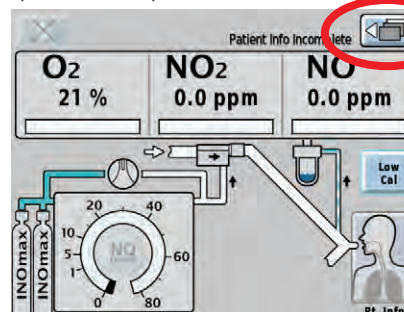 Patient Info Incomplete
O2 NO2 NO
21 % 0.0 ppm 0.0 ppm
Low
Cal
20 40
10
5
1
60
0 80
NO
INOmax INOmax
Pt. Info